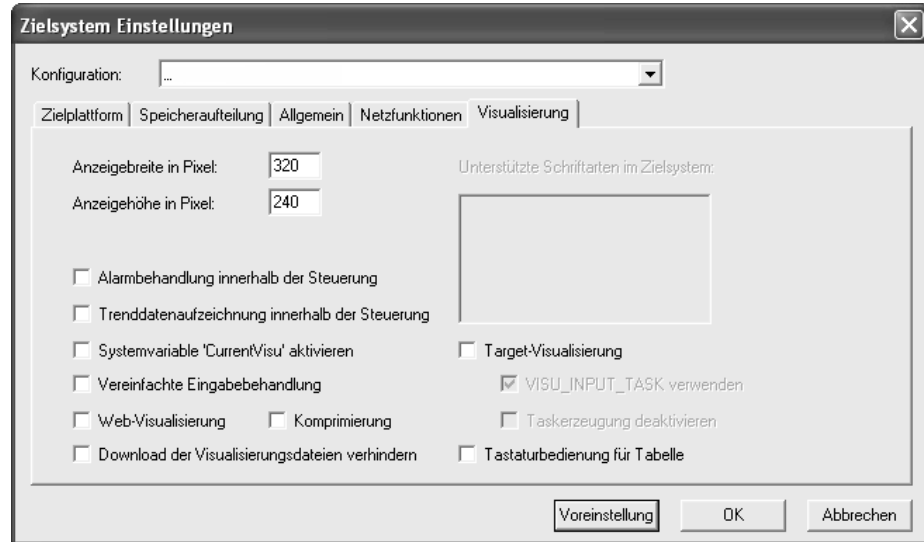 Zielsystem Einstellungen
Konfiguration: ...
Zielplattform Speicheraufteilung Allgemein Netzfunktionen Visualisierung
Anzeigebreite in Pixel: 320
Unterstützte Schriftarten im Zielsystem:
Anzeigehöhe in Pixel: 240
Alarmbehandlung innerhalb der Steuerung
Trenddatenaufzeichnung innerhalb der Steuerung
Systemvariable 'CurrentVisu' aktivieren
Target-Visualisierung
Vereinfachte Eingabebehandlung
VISU_INPUT_TASK verwenden
Web-Visualisierung Komprimierung
Taskerzeugung deaktivieren
Download der Visualisierungsdateien verhindern
Tastaturbedienung für Tabelle
Voreinstellung OK Abbrechen